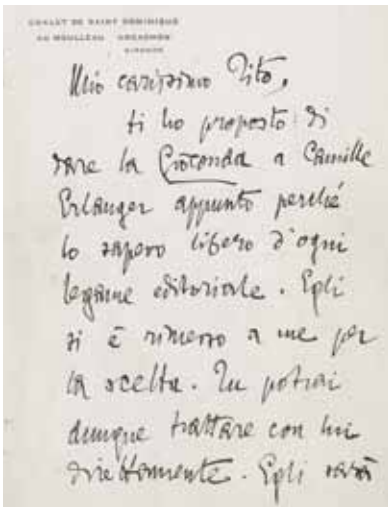 CHALET DE SAINT DOMINIQUE
AU MOULLEAU ARCACHON
GIRONDE
Mio carissimo Tito,
ti ho proposto di
dare la Gioconda a Camille
Erlanger appunto perché
lo sapevo libero d'ogni
legame editoriale. Egli
si è rimesso a me per
la scelta. Tu potrai
dunque trattare con lui
direttamente. Egli sarà